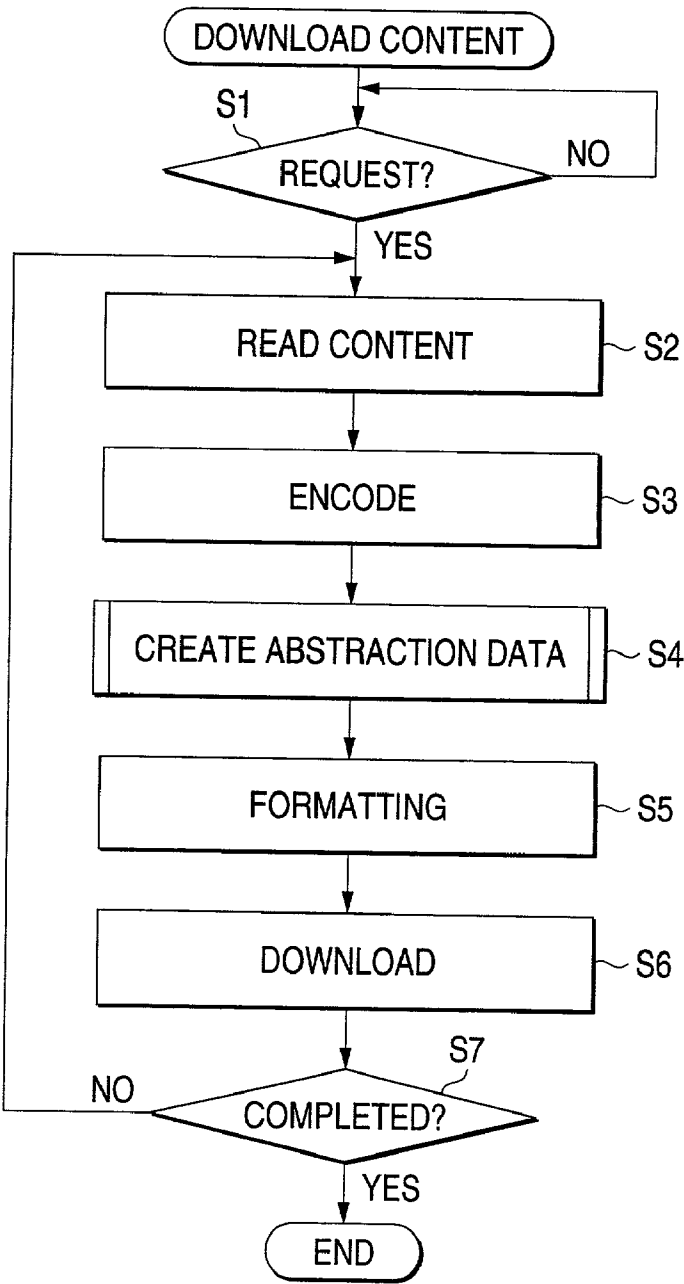 DOWNLOAD CONTENT
S1
REQUEST?
NO
YES
READ CONTENT
S2
ENCODE
S3
CREATE ABSTRACTION DATA
S4
FORMATTING
S5
DOWNLOAD
S6
S7
NO
COMPLETED?
YES
END